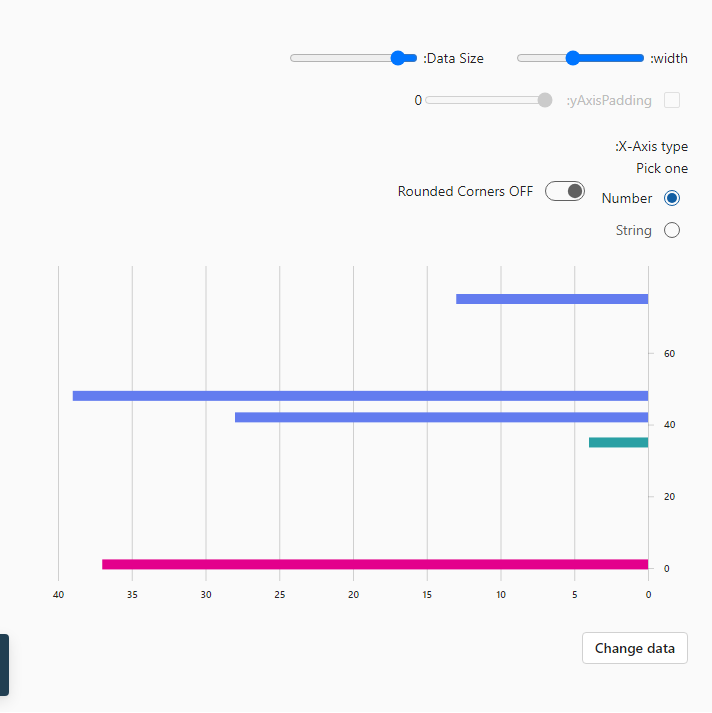 :width
:Data Size
:yAxisPadding
0
:X-Axis type
Pick one
Number
Rounded Corners OFF
String
60
40
20
0
40 35 30 25 20 15 10 5 0
Change data